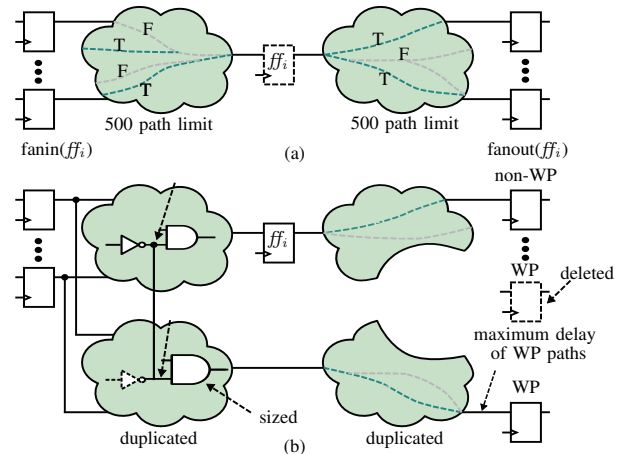 F
T
F
T
ff_i
T
F
T
500 path limit
500 path limit
fanin(ff_i)
(a)
fanout(ff_i)
non-WP
ff_i
WP
deleted
maximum delay
of WP paths
WP
sized
duplicated
(b)
duplicated